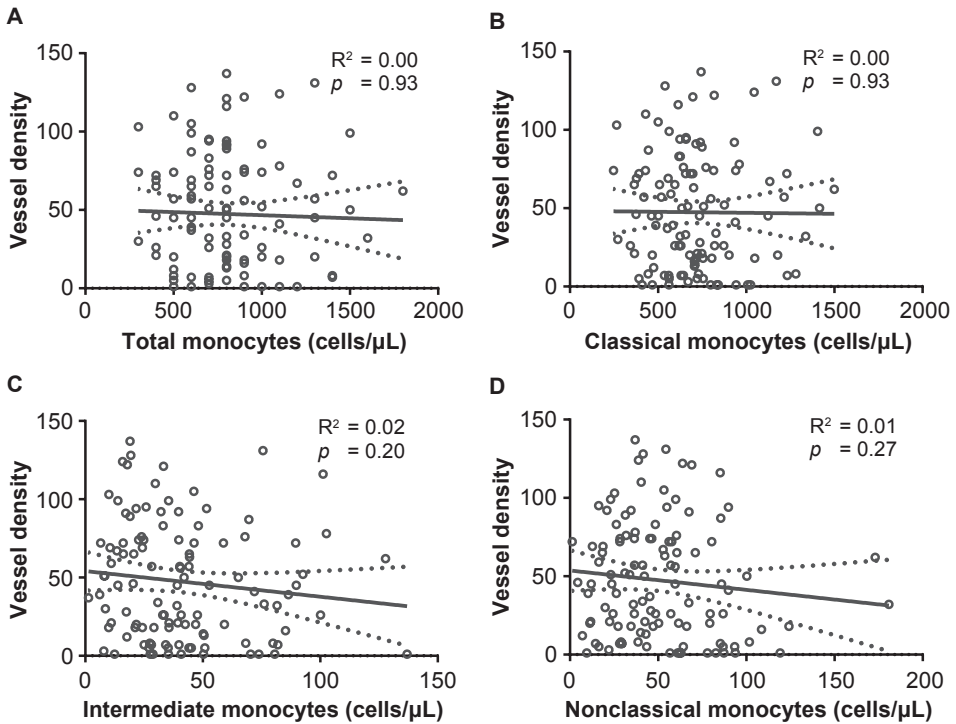 A
Vessel density
150
100
50
0
R² = 0.00
p = 0.93
0
500
1000
1500
2000
Total monocytes (cells/µL)
B
Vessel density
150
100
50
0
R² = 0.00
p = 0.93
0
500
1000
1500
2000
Classical monocytes (cells/µL)
C
Vessel density
150
100
50
0
R² = 0.02
p = 0.20
0
50
100
150
Intermediate monocytes (cells/µL)
D
Vessel density
150
100
50
0
R² = 0.01
p = 0.27
0
50
100
150
200
Nonclassical monocytes (cells/µL)